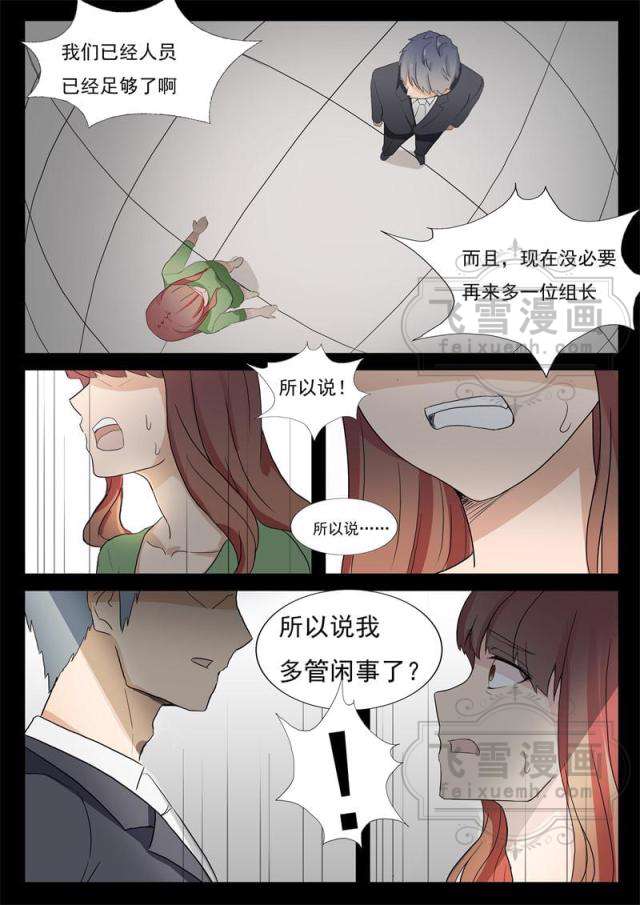 我们已经人员
已经足够了啊
而且，现在没必要
再来多一位组长
飞雪漫画
feixuemh.com
所以说！
所以说……
所以说我
多管闲事了？
！
飞雪漫画
feixuemh.com